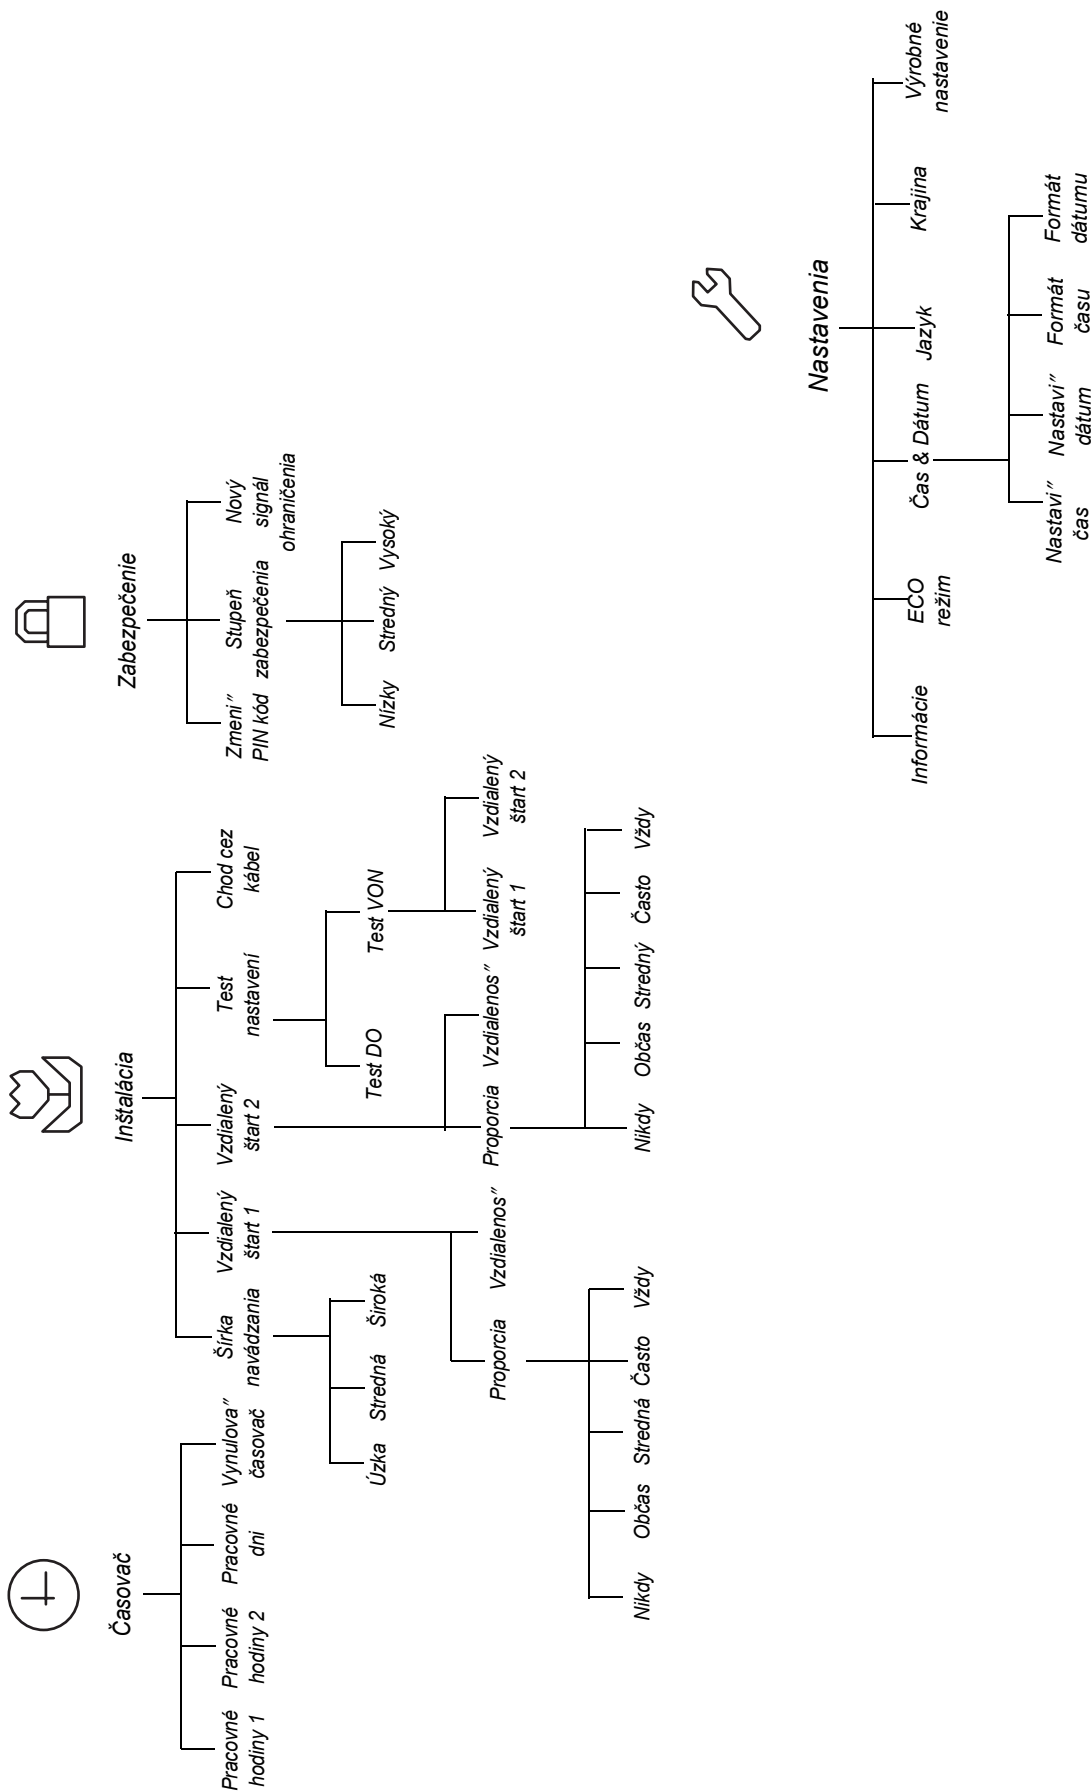 Časovač
Pracovné
hodiny 1
Pracovné
hodiny 2
Pracovné
dni
Vynulova″
časovač
Inštalácia
Šírka
navádzania
Úzka
Stredná
Široká
Vzdialený
štart 1
Proporcia
Vzdialenos″
Nikdy
Občas
Stredná
Často
Vždy
Vzdialený
štart 2
Proporcia
Vzdialenos″
Nikdy
Občas
Stredný
Často
Vždy
Test
nastavení
Test DO
Test VON
Vzdialený
štart 1
Vzdialený
štart 2
Chod cez
kábel
Zabezpečenie
Zmeni″
PIN kód
Stupeň
zabezpečenia
Nízky
Stredný
Vysoký
Nový
signál
ohraničenia
Nastavenia
Informácie
ECO
režim
Čas & Dátum
Nastavi″
čas
Nastavi″
dátum
Formát
času
Formát
dátumu
Jazyk
Krajina
Výrobné
nastavenie